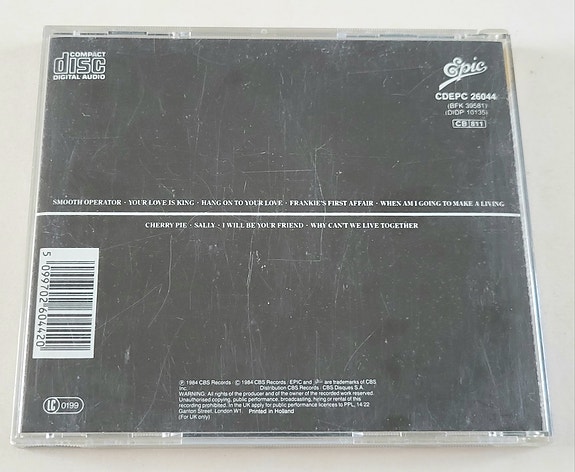 COMPACT
disc
DIGITAL AUDIO
Epic
CDEPC 26044
(BFK 39581)
(DIDP 10135)
CB 811
SMOOTH OPERATOR · YOUR LOVE IS KING · HANG ON TO YOUR LOVE · FRANKIE'S FIRST AFFAIR · WHEN AM I GOING TO MAKE A LIVING
CHERRY PIE · SALLY · I WILL BE YOUR FRIEND · WHY CAN'T WE LIVE TOGETHER
5 099702 604420
LC 0199
℗ 1984 CBS Records · © 1984 CBS Records / EPIC and are trademarks of CBS
Inc. Distribution CBS Records / CBS Disques S.A.
WARNING: All rights of the producer and of the owner of the recorded work reserved.
Unauthorised copying, public performance, broadcasting, hiring or rental of this
recording prohibited. In the UK apply for public performance licences to PPL, 14/22
Ganton Street, London W1. Printed in Holland
(For UK only)